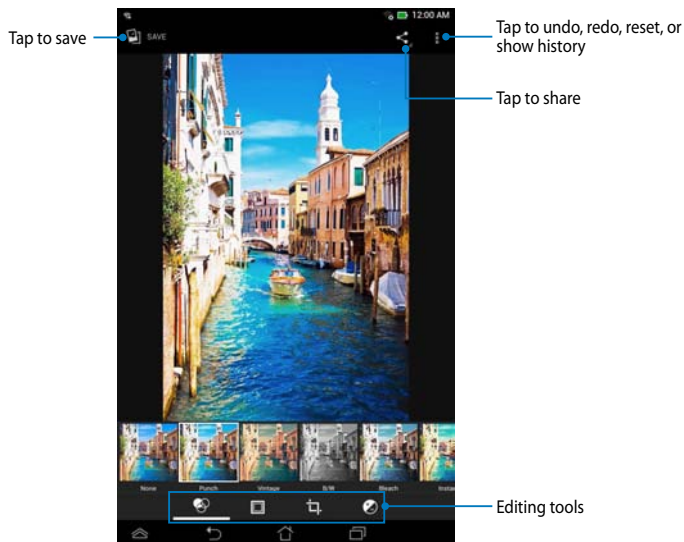 12:00 AM
Tap to save
SAVE
Tap to undo, redo, reset, or
show history
Tap to share
None
Punch
Vintage
B/W
Bleach
Insta
Editing tools